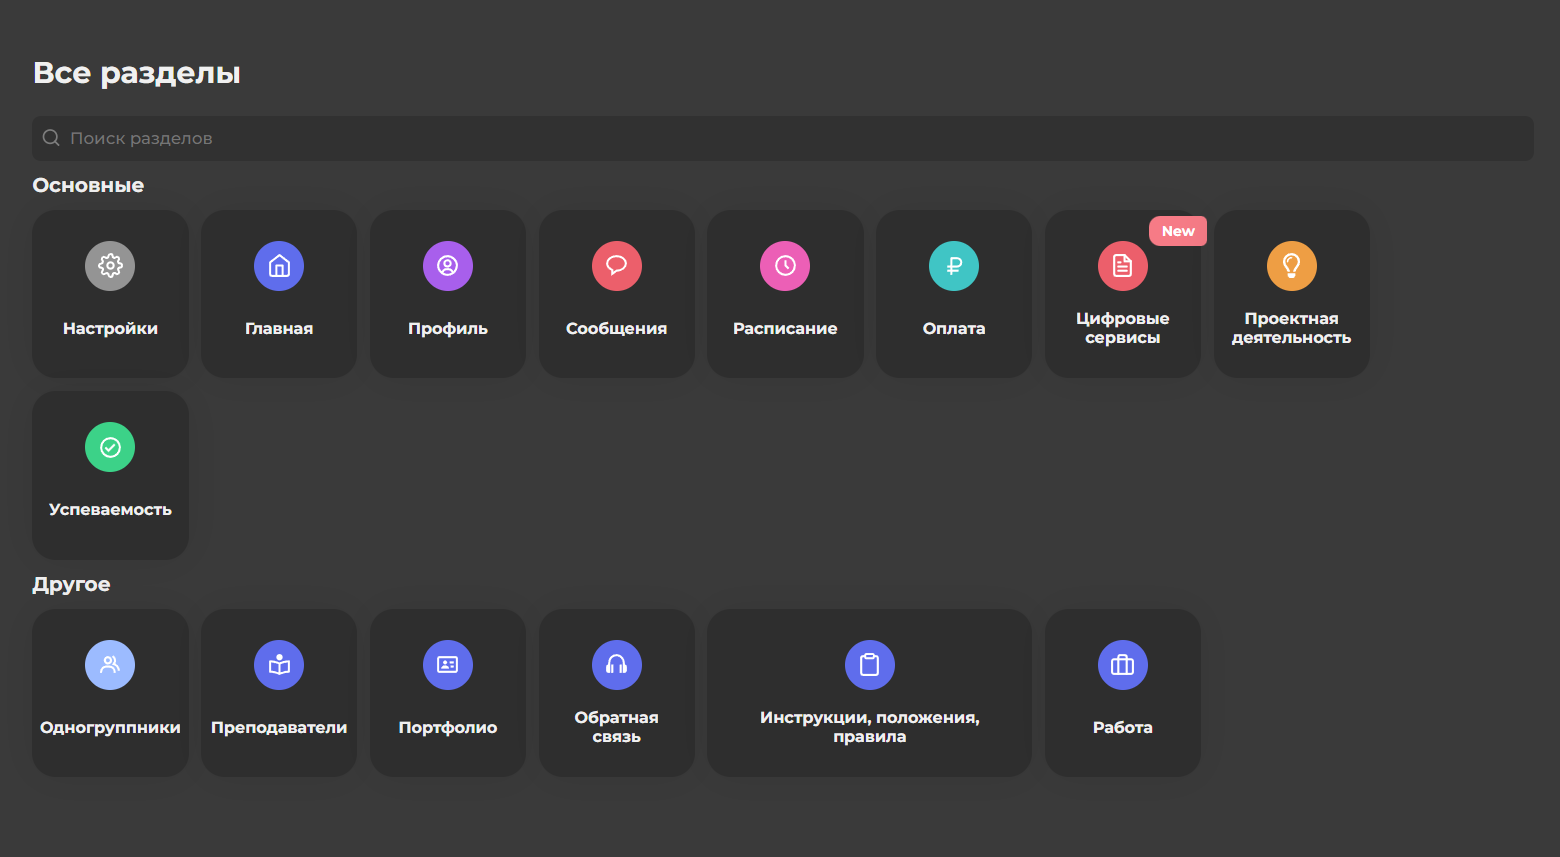 Все разделы
Поиск разделов
Основные
New
Настройки
Главная
Профиль
Сообщения
Расписание
Оплата
Цифровые
сервисы
Проектная
деятельность
Успеваемость
Другое
Одногруппники
Преподаватели
Портфолио
Обратная
связь
Инструкции, положения,
правила
Работа